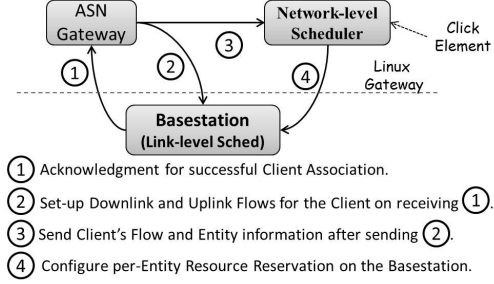 ASN
Gateway
Network-level
Scheduler
Click
Element
3
1
2
4
Linux
Gateway
Basestation
(Link-level Sched)
1 Acknowledgment for successful Client Association.
2 Set-up Downlink and Uplink Flows for the Client on receiving 1.
3 Send Client's Flow and Entity information after sending 2.
4 Configure per-Entity Resource Reservation on the Basestation.